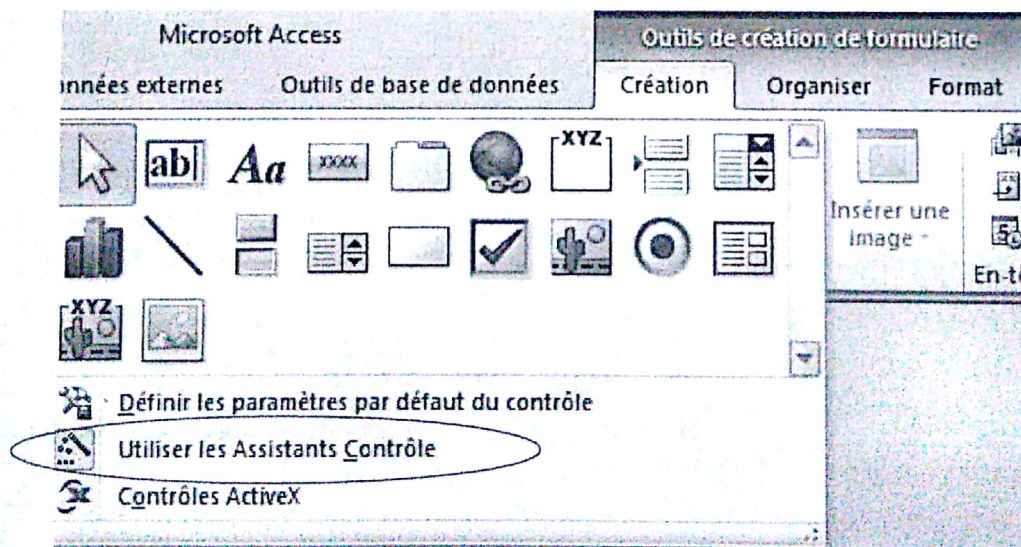 Microsoft Access
Outils de création de formulaire
onnées externes
Outils de base de données
Création
Organiser
Format
ab
Aa
XXXX
XYZ
Insérer une
image
XYZ
En-t
Définir les paramètres par défaut du contrôle
Utiliser les Assistants Contrôle
Contrôles ActiveX